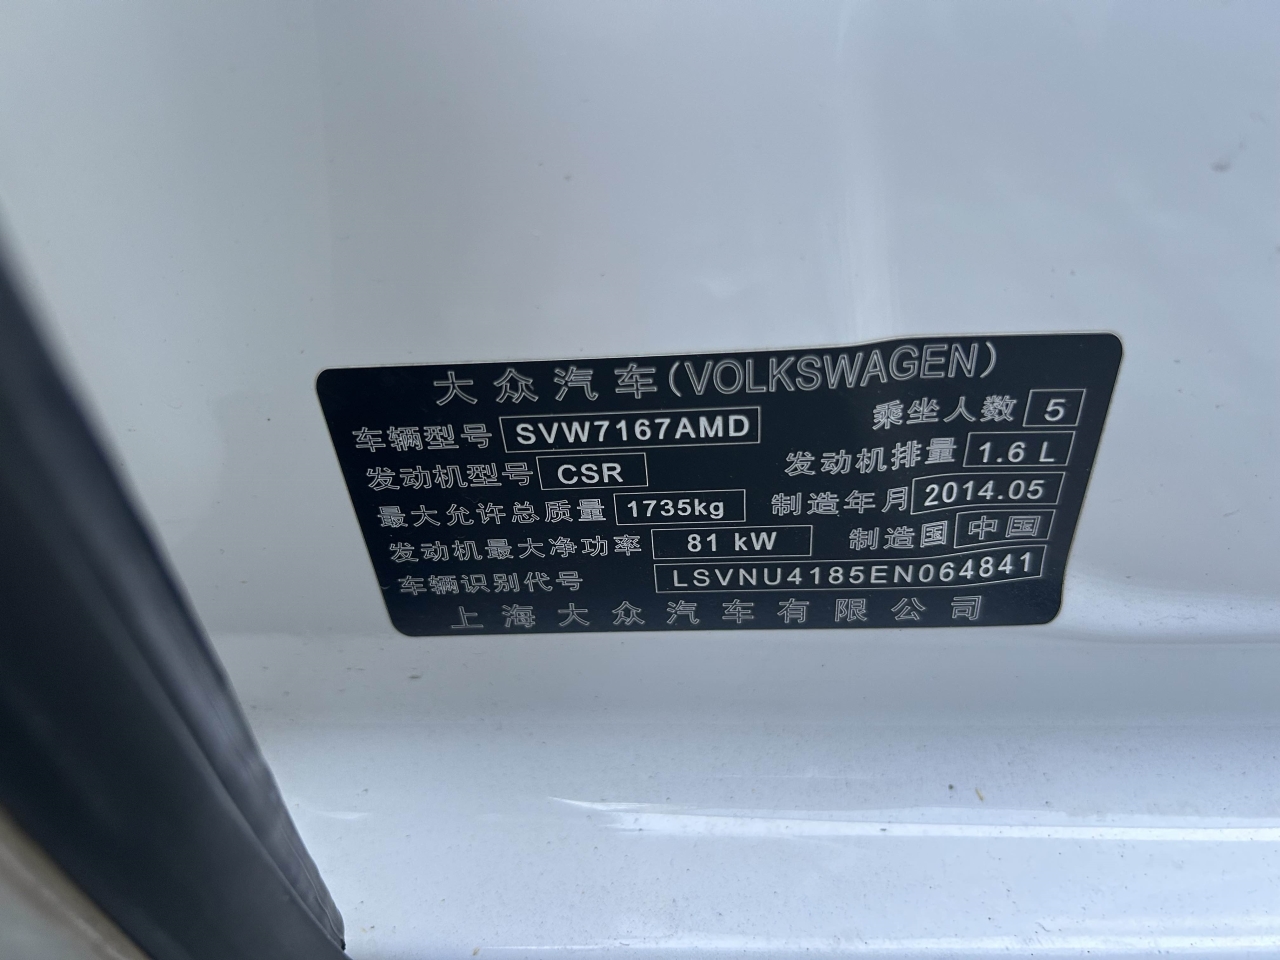 大众汽车(VOLKSWAGEN)
车辆型号 SVW7167AMD 乘坐人数 5
发动机型号 CSR 发动机排量 1.6 L
最大允许总质量 1735kg 制造年月 2014.05
发动机最大净功率 81 kW 制造国 中国
车辆识别代号 LSVNU4185EN064841
上海大众汽车有限公司